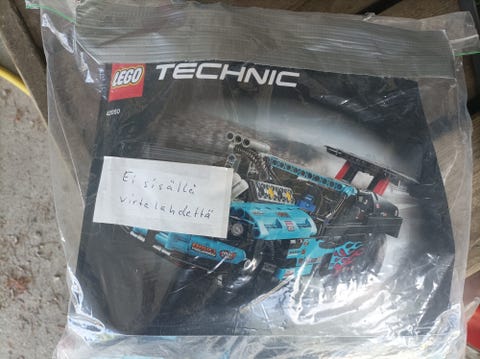 LEGO TECHNIC
42050
Ei sisällä
virtalähdettä